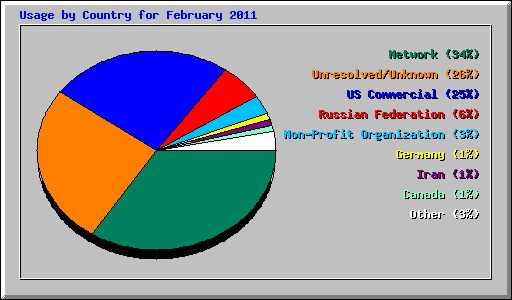 Usage by Country for February 2011
Network (34%)
Unresolved/Unknown (26%)
US Commercial (25%)
Russian Federation (6%)
Non-Profit Organization (3%)
Germany (1%)
Iran (1%)
Canada (1%)
Other (3%)